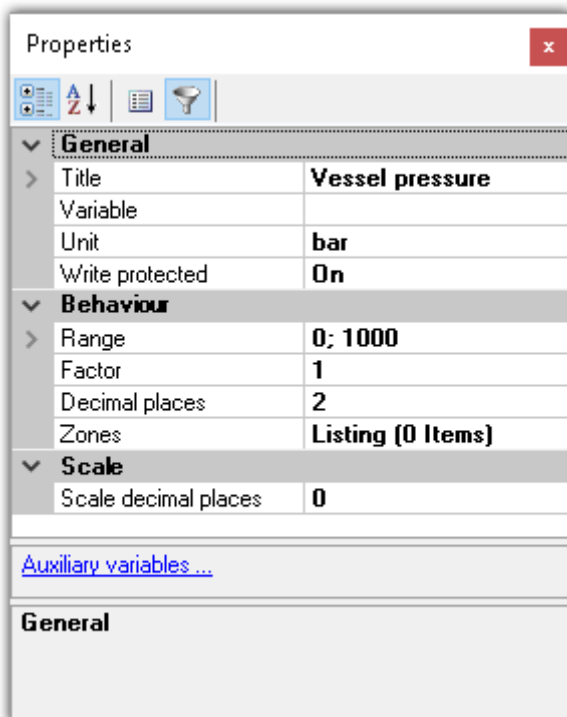 Properties
x
A
Z
General
Title Vessel pressure
Variable
Unit bar
Write protected On
Behaviour
Range 0; 1000
Factor 1
Decimal places 2
Zones Listing (0 Items)
Scale
Scale decimal places 0
Auxiliary variables ...
General